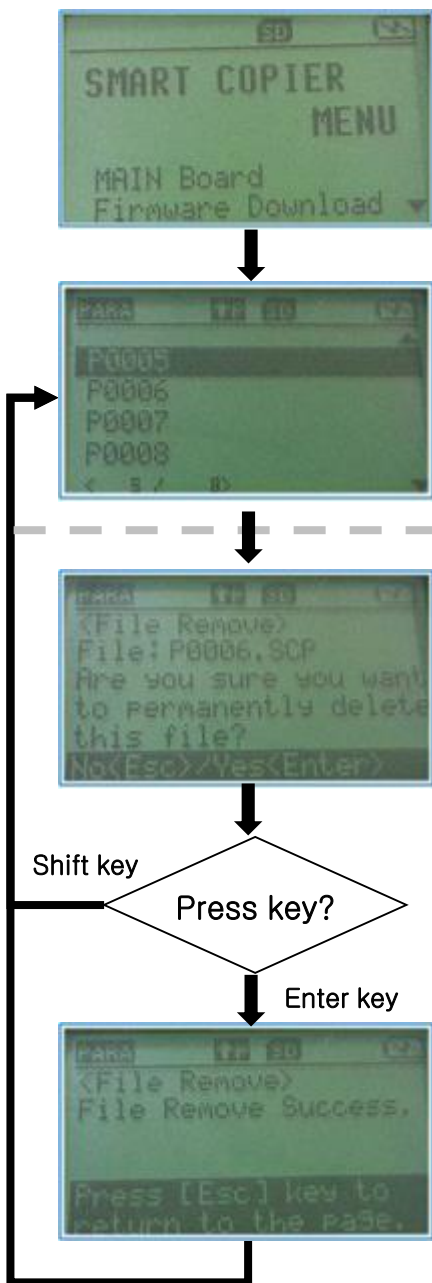 SD
SMART COPIER
MENU
MAIN Board
Firmware Download
PARA SD
P0005
P0006
P0007
P0008
PARA SD
<File Remove>
File:P0006.SCP
Are you sure you want
to permanently delete
this file?
No<Esc>/Yes<Enter>
Shift key
Press key?
Enter key
PARA SD
<File Remove>
File Remove Success.
Press [Esc] key to
return to the page.